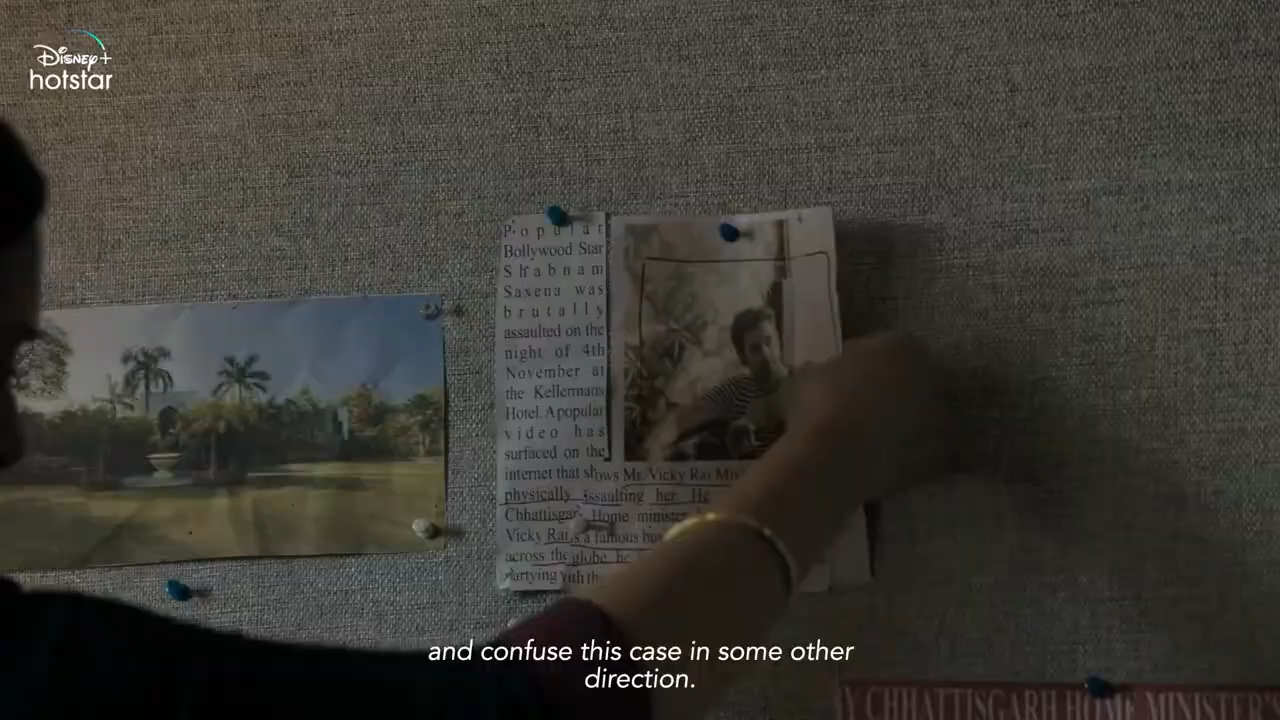 Disney+
hotstar
Popular
Bollywood Star
Shabnam
Saxena was
brutally
assaulted on the
night of 4th
November at
the Kellermans
Hotel. A popular
video has
surfaced on the
internet that shows Mr. Vicky Rai
physically assaulting her. He
Chhattisgarh Home minister
Vicky Rai is a famous
across the globe he
partying with
and confuse this case in some other
direction.
CHHATTISGARH HOME MINISTER'S